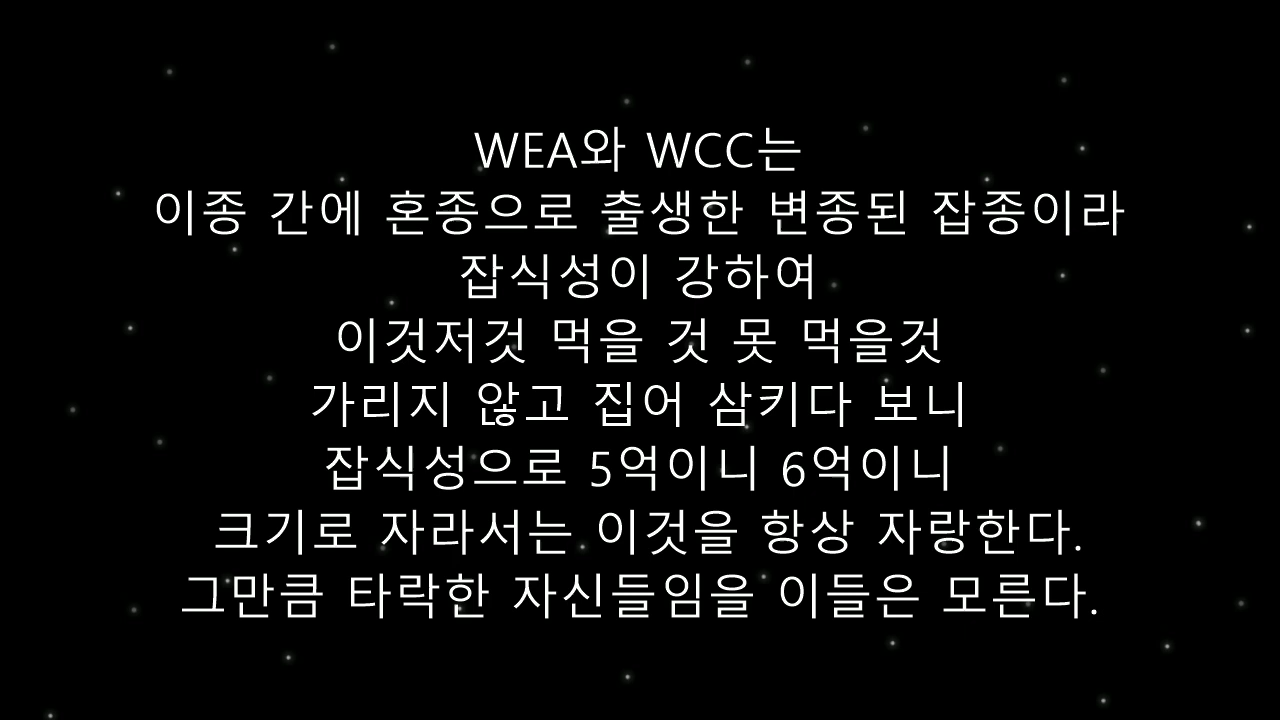 WEA와 WCC는
이종 간에 혼종으로 출생한 변종된 잡종이라
잡식성이 강하여
이것저것 먹을 것 못 먹을것
가리지 않고 집어 삼키다 보니
잡식성으로 5억이니 6억이니
크기로 자라서는 이것을 항상 자랑한다.
그만큼 타락한 자신들임을 이들은 모른다.